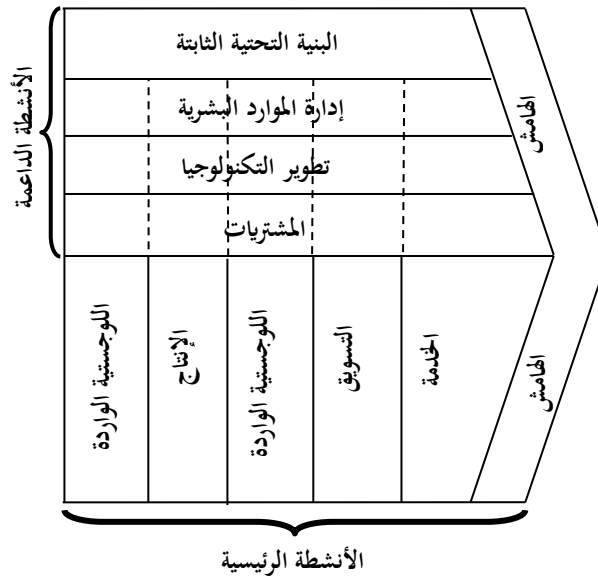 البنية التحتية الثابتة
إدارة الموارد البشرية
تطوير التكنولوجيا
المشتريات
الأنشطة الداعمة
الهامش
اللوجستية الواردة
الإنتاج
اللوجستية الواردة
التسويق
الخدمة
الهامش
الأنشطة الرئيسية